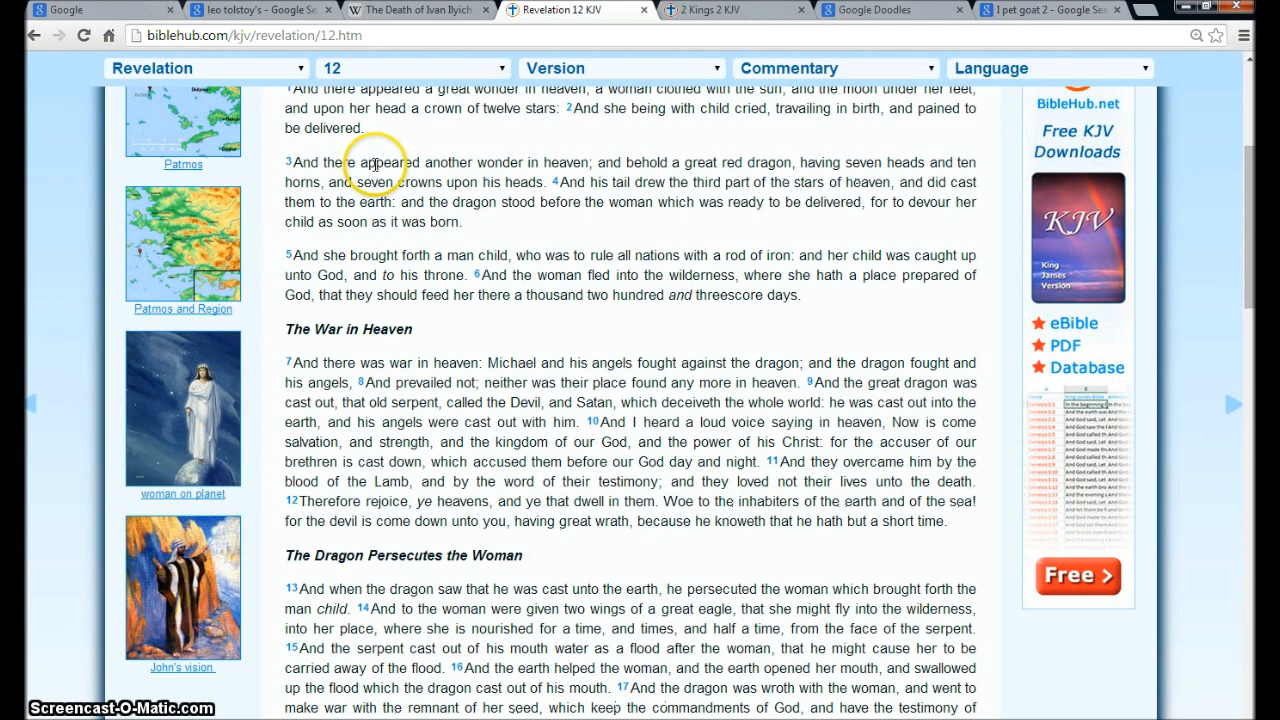 Google
leo tolstoy's - Google Se
The Death of Ivan Ilyich
Revelation 12 KJV
2 Kings 2 KJV
Google Doodles
I pet goat 2 - Google Sea
biblehub.com/kjv/revelation/12.htm
Revelation
12
Version
Commentary
Language
1And there appeared a great wonder in heaven; a woman clothed with the sun, and the moon under her feet,
and upon her head a crown of twelve stars: 2And she being with child cried, travailing in birth, and pained to
be delivered.
3And there appeared another wonder in heaven; and behold a great red dragon, having seven heads and ten
horns, and seven crowns upon his heads. 4And his tail drew the third part of the stars of heaven, and did cast
them to the earth: and the dragon stood before the woman which was ready to be delivered, for to devour her
child as soon as it was born.
5And she brought forth a man child, who was to rule all nations with a rod of iron: and her child was caught up
unto God, and to his throne. 6And the woman fled into the wilderness, where she hath a place prepared of
God, that they should feed her there a thousand two hundred and threescore days.
The War in Heaven
7And there was war in heaven: Michael and his angels fought against the dragon; and the dragon fought and
his angels, 8And prevailed not; neither was their place found any more in heaven. 9And the great dragon was
cast out, that old serpent, called the Devil, and Satan, which deceiveth the whole world: he was cast out into the
earth, and his angels were cast out with him. 10And I heard a loud voice saying in heaven, Now is come
salvation, and strength, and the kingdom of our God, and the power of his Christ: for the accuser of our
brethren is cast down, which accused them before our God day and night. 11And they overcame him by the
blood of the Lamb, and by the word of their testimony; and they loved not their lives unto the death.
12Therefore rejoice, ye heavens, and ye that dwell in them. Woe to the inhabiters of the earth and of the sea!
for the devil is come down unto you, having great wrath, because he knoweth that he hath but a short time.
The Dragon Persecutes the Woman
13And when the dragon saw that he was cast unto the earth, he persecuted the woman which brought forth the
man child. 14And to the woman were given two wings of a great eagle, that she might fly into the wilderness,
into her place, where she is nourished for a time, and times, and half a time, from the face of the serpent.
15And the serpent cast out of his mouth water as a flood after the woman, that he might cause her to be
carried away of the flood. 16And the earth helped the woman, and the earth opened her mouth, and swallowed
up the flood which the dragon cast out of his mouth. 17And the dragon was wroth with the woman, and went to
make war with the remnant of her seed, which keep the commandments of God, and have the testimony of
Patmos
Patmos and Region
woman on planet
John's vision
BibleHub.net
Free KJV
Downloads
KJV
King
James
Version
eBible
PDF
Database
Free >
Screencast-O-Matic.com